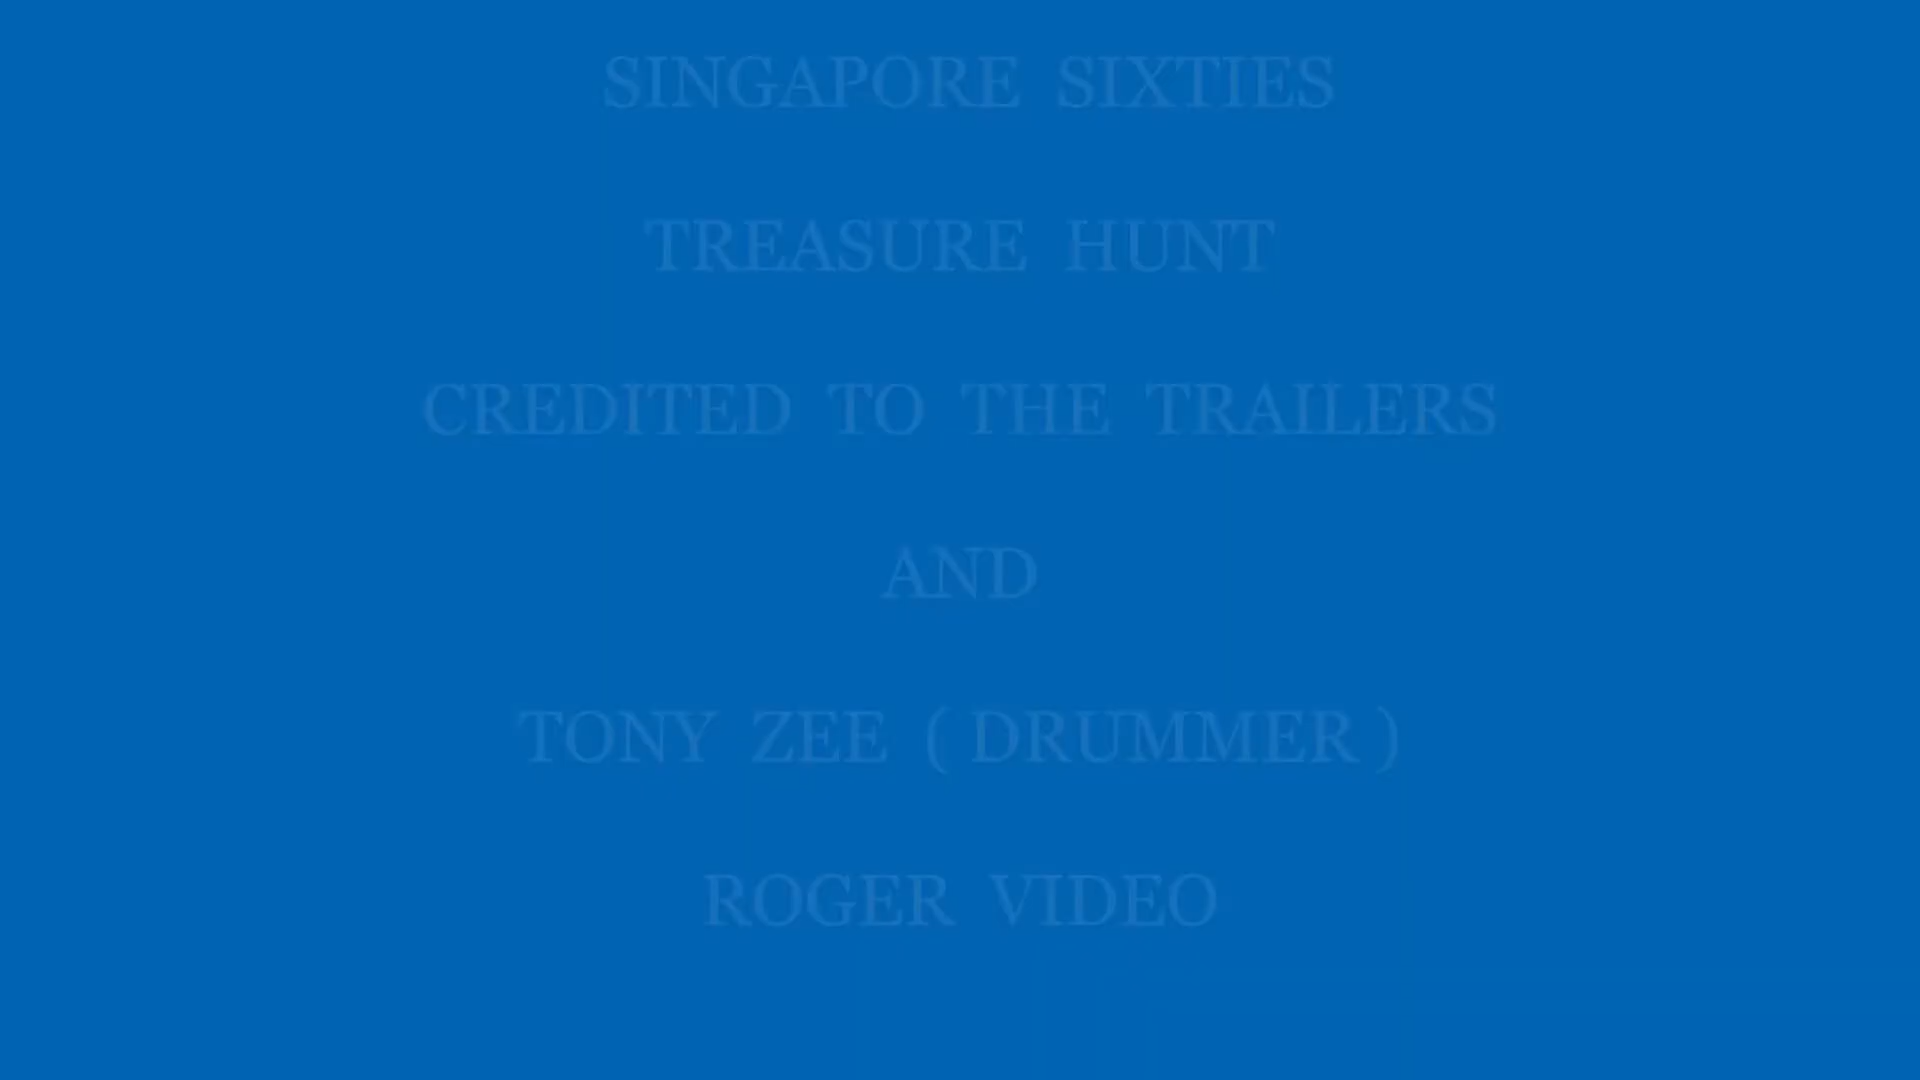 SINGAPORE SIXTIES
TREASURE HUNT
CREDITED TO THE TRAILERS
AND
TONY ZEE ( DRUMMER )
ROGER VIDEO